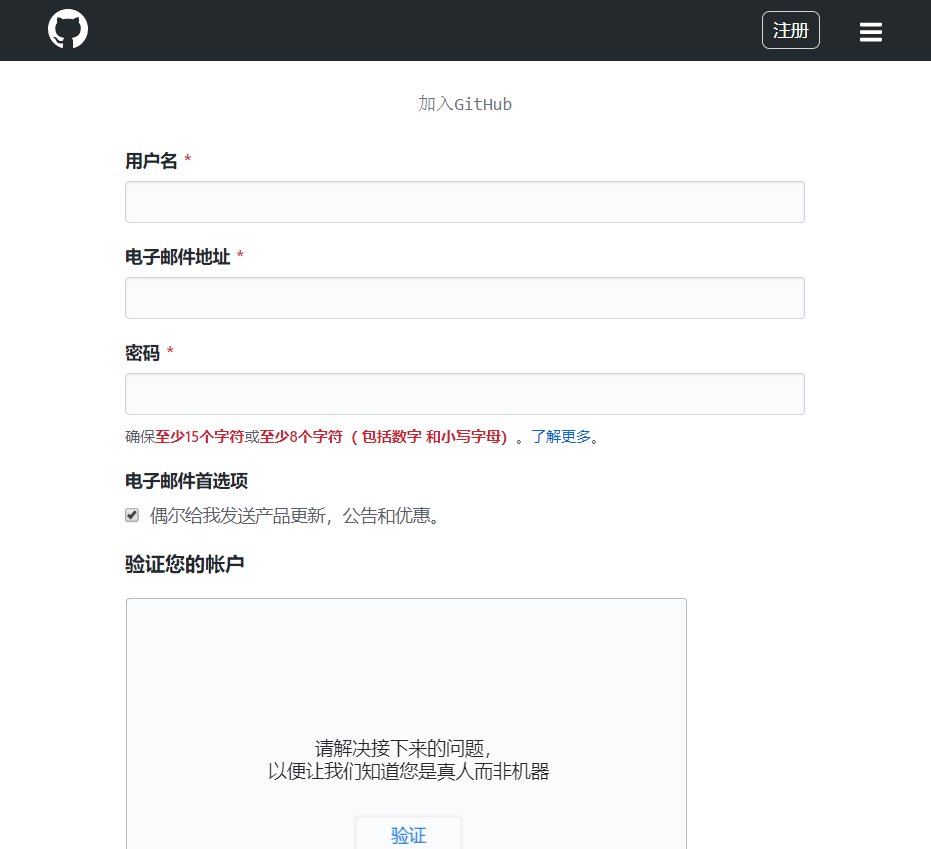 注册
加入GitHub
用户名 *
电子邮件地址 *
密码 *
确保至少15个字符或至少8个字符（ 包括数字 和小写字母）。了解更多。
电子邮件首选项
偶尔给我发送产品更新，公告和优惠。
验证您的帐户
请解决接下来的问题，
以便让我们知道您是真人而非机器
验证